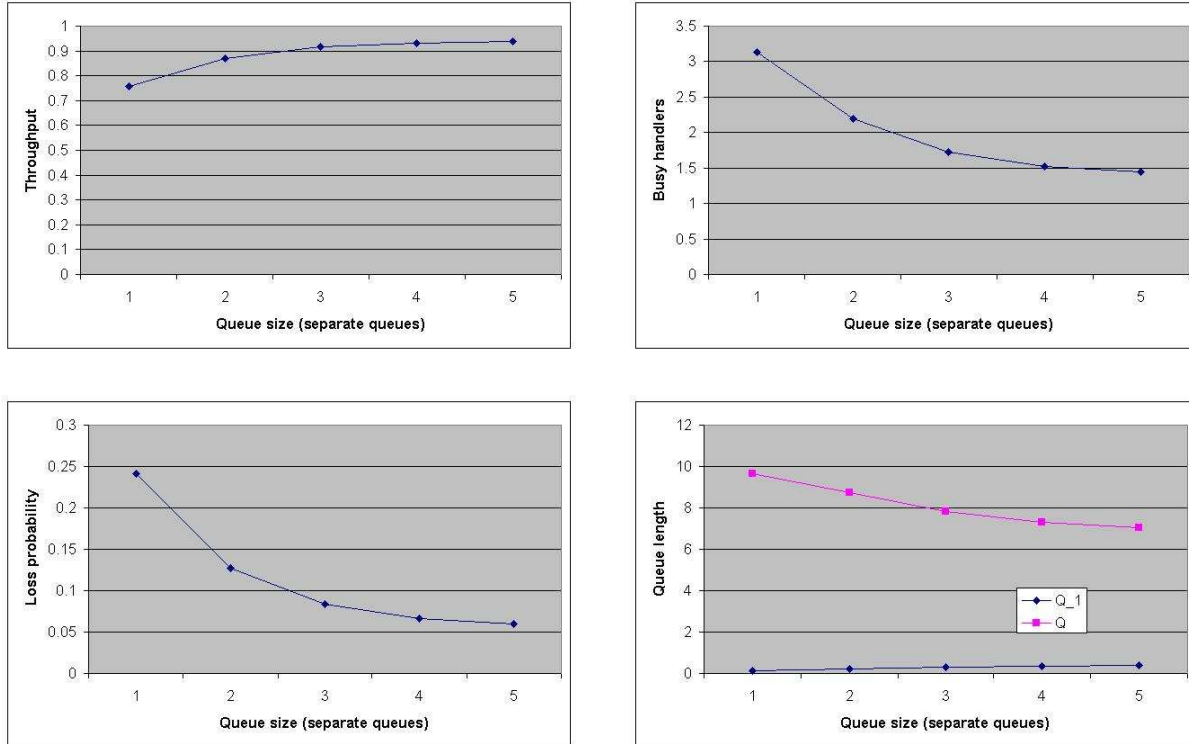 1
0.9
0.8
0.7
0.6
0.5
0.4
0.3
0.2
0.1
0
Throughput
1 2 3 4 5
Queue size (separate queues)
3.5
3
2.5
2
1.5
1
0.5
0
Busy handlers
1 2 3 4 5
Queue size (separate queues)
0.3
0.25
0.2
0.15
0.1
0.05
0
Loss probability
1 2 3 4 5
Queue size (separate queues)
12
10
8
6
4
2
0
Queue length
Q_1
Q
1 2 3 4 5
Queue size (separate queues)